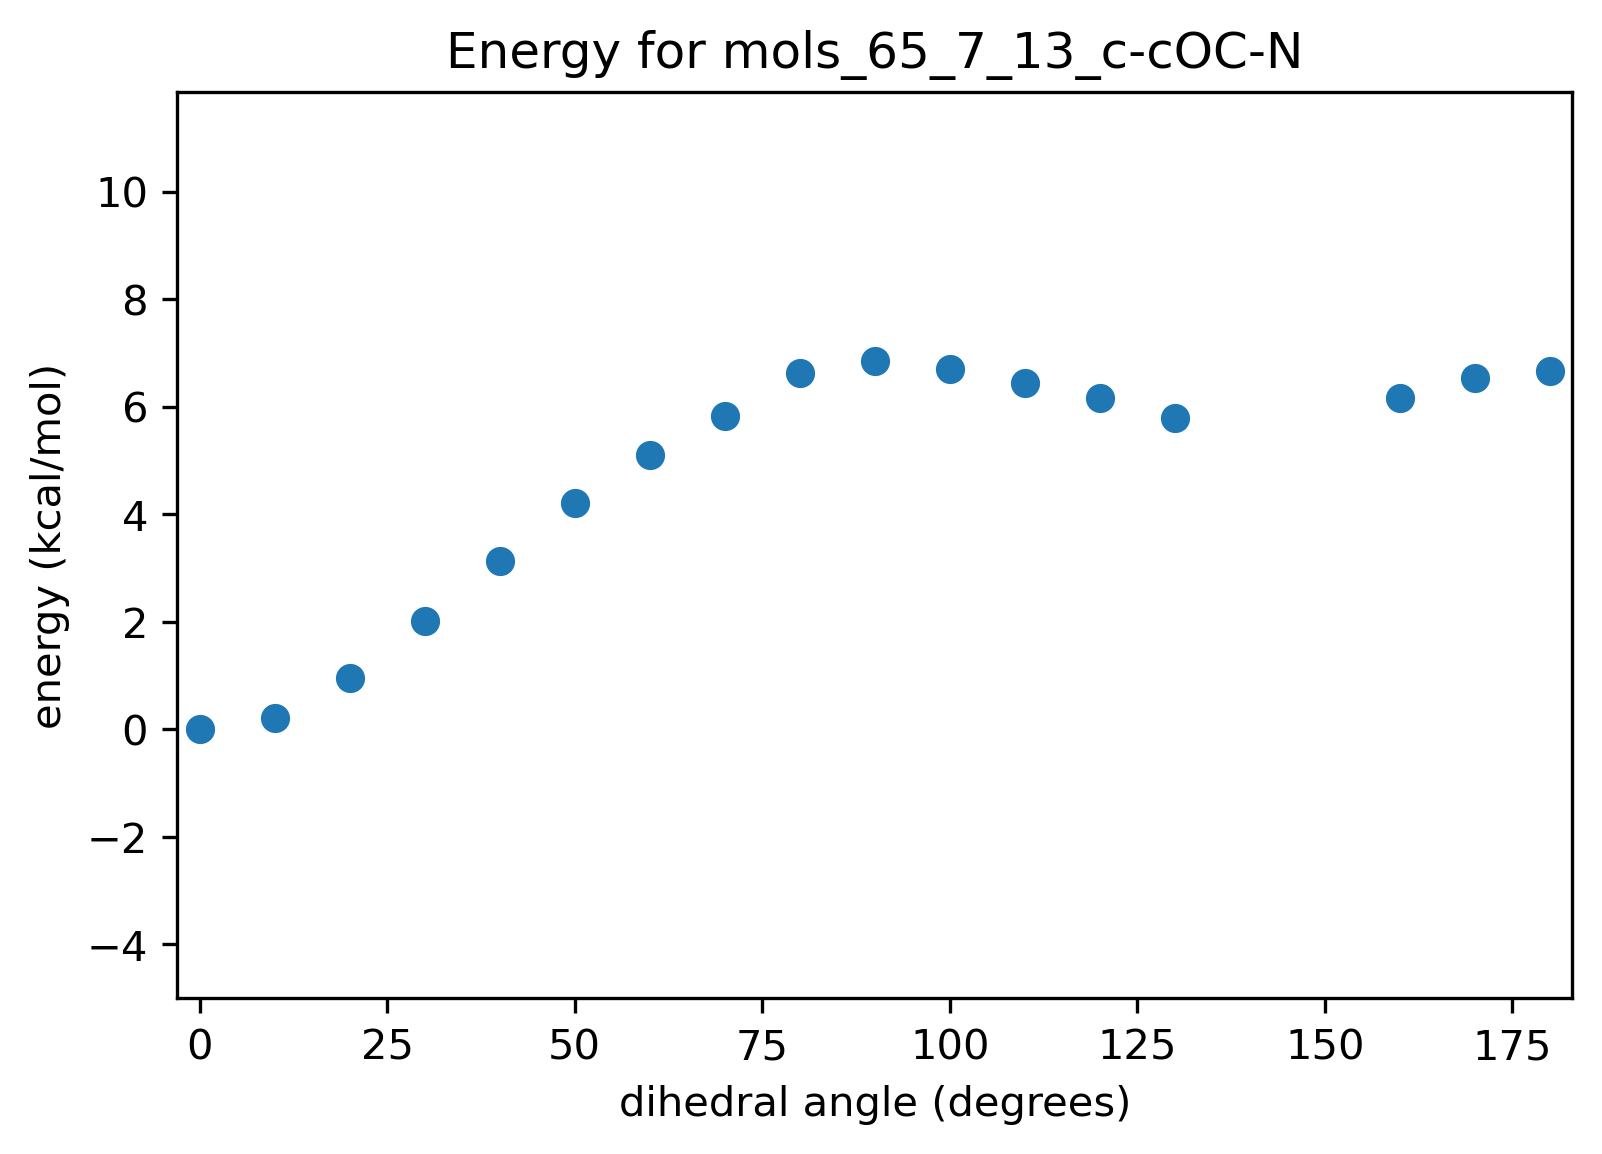 Energy for mols_65_7_13_c-cOC-N
energy (kcal/mol)
10
8
6
4
2
0
−2
−4
0 25 50 75 100 125 150 175
dihedral angle (degrees)